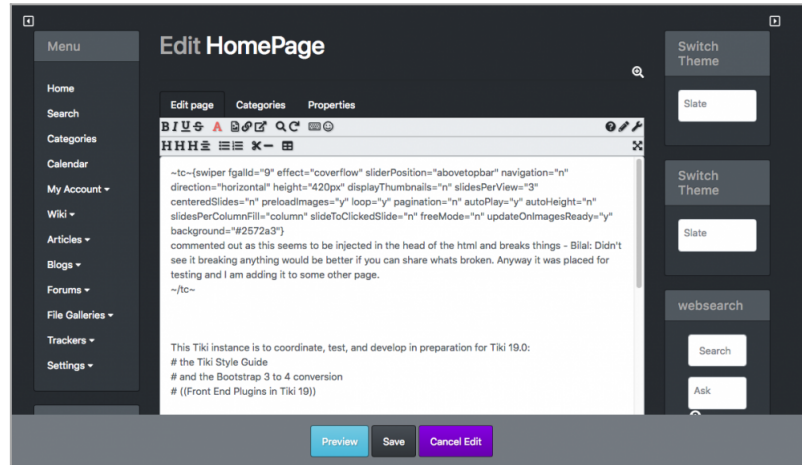 Edit HomePage
Menu
Home
Search
Categories
Calendar
My Account
Wiki
Articles
Blogs
Forums
File Galleries
Trackers
Settings
Edit page Categories Properties
B I U S A
H H H
~tc~{swiper fgalId="9" effect="coverflow" sliderPosition="abovetopbar" navigation="n"
direction="horizontal" height="420px" displayThumbnails="n" slidesPerView="3"
centeredSlides="n" preloadImages="y" loop="y" pagination="n" autoPlay="y" autoHeight="n"
slidesPerColumnFill="column" slideToClickedSlide="n" freeMode="n" updateOnImagesReady="y"
background="#2572a3"}
commented out as this seems to be injected in the head of the html and breaks things - Bilal: Didn't
see it breaking anything would be better if you can share whats broken. Anyway it was placed for
testing and I am adding it to some other page.
~/tc~
This Tiki instance is to coordinate, test, and develop in preparation for Tiki 19.0:
# the Tiki Style Guide
# and the Bootstrap 3 to 4 conversion
# ((Front End Plugins in Tiki 19))
Switch
Theme
Slate
Switch
Theme
Slate
websearch
Search
Ask
Preview Save Cancel Edit